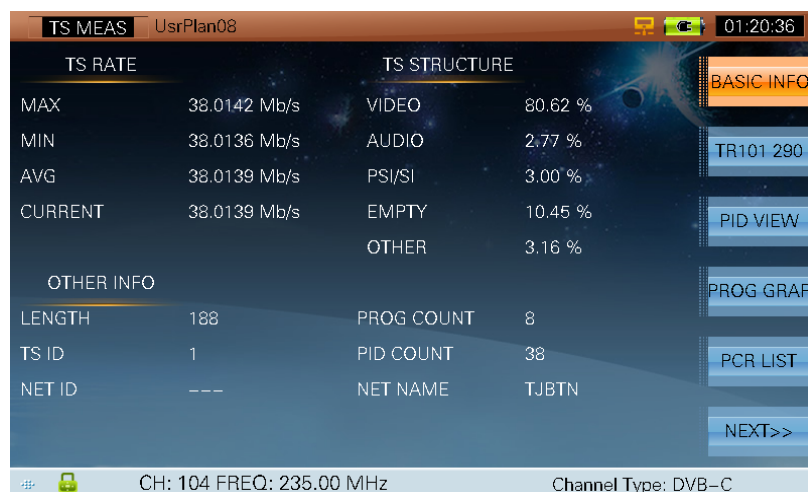 TS MEAS UsrPlan08 01:20:36
TS RATE TS STRUCTURE BASIC INFO
MAX 38.0142 Mb/s VIDEO 80.62 %
MIN 38.0136 Mb/s AUDIO 2.77 % TR101 290
AVG 38.0139 Mb/s PSI/SI 3.00 %
CURRENT 38.0139 Mb/s EMPTY 10.45 % PID VIEW
OTHER 3.16 %
OTHER INFO PROG GRAF
LENGTH 188 PROG COUNT 8
TS ID 1 PID COUNT 38 PCR LIST
NET ID --- NET NAME TJBTN
NEXT>>
CH: 104 FREQ: 235.00 MHz Channel Type: DVB-C